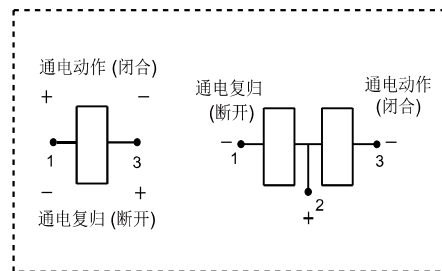 通电动作 (闭合)
+ −
1 3
− +
通电复归 (断开)
通电复归
(断开)
通电动作
(闭合)
− 1
3 −
2
+